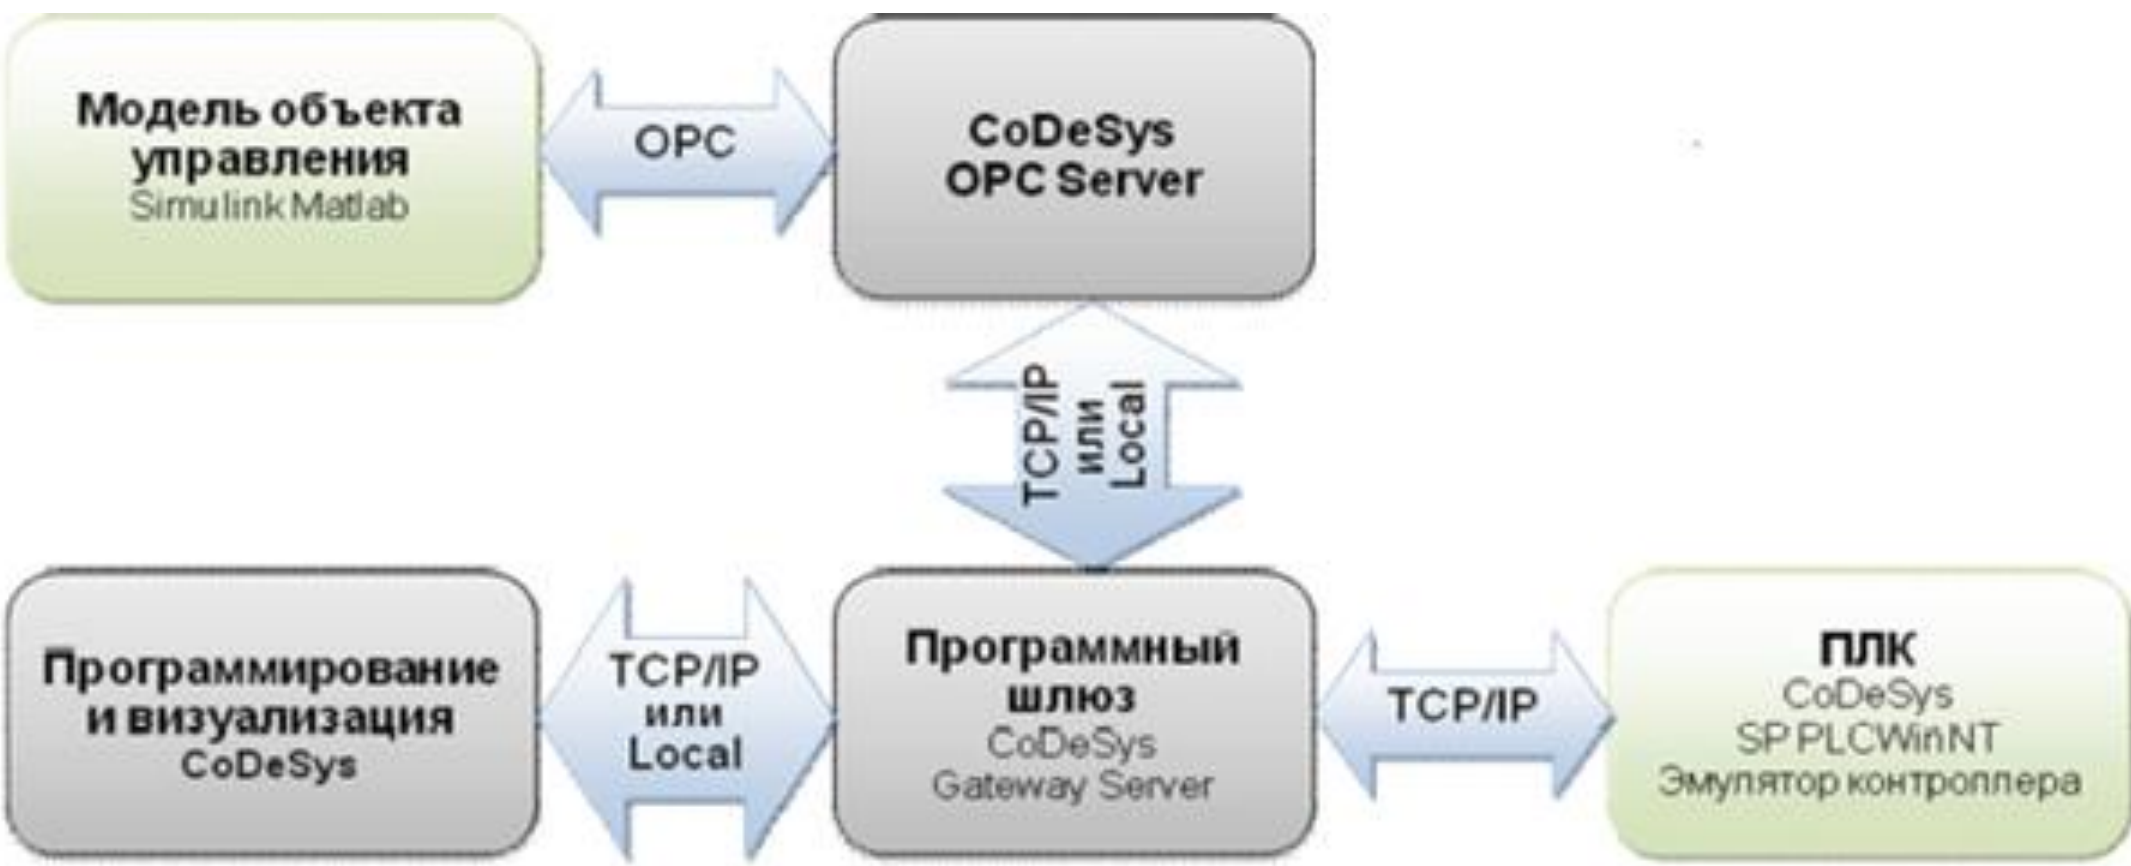 Модель объекта
управления
Simulink Matlab
OPC
CoDeSys
OPC Server
TCP/IP
или
Local
Программирование
и визуализация
CoDeSys
TCP/IP
или
Local
Программный
шлюз
CoDeSys
Gateway Server
TCP/IP
ПЛК
CoDeSys
SP PLCWinNT
Эмулятор контроллера